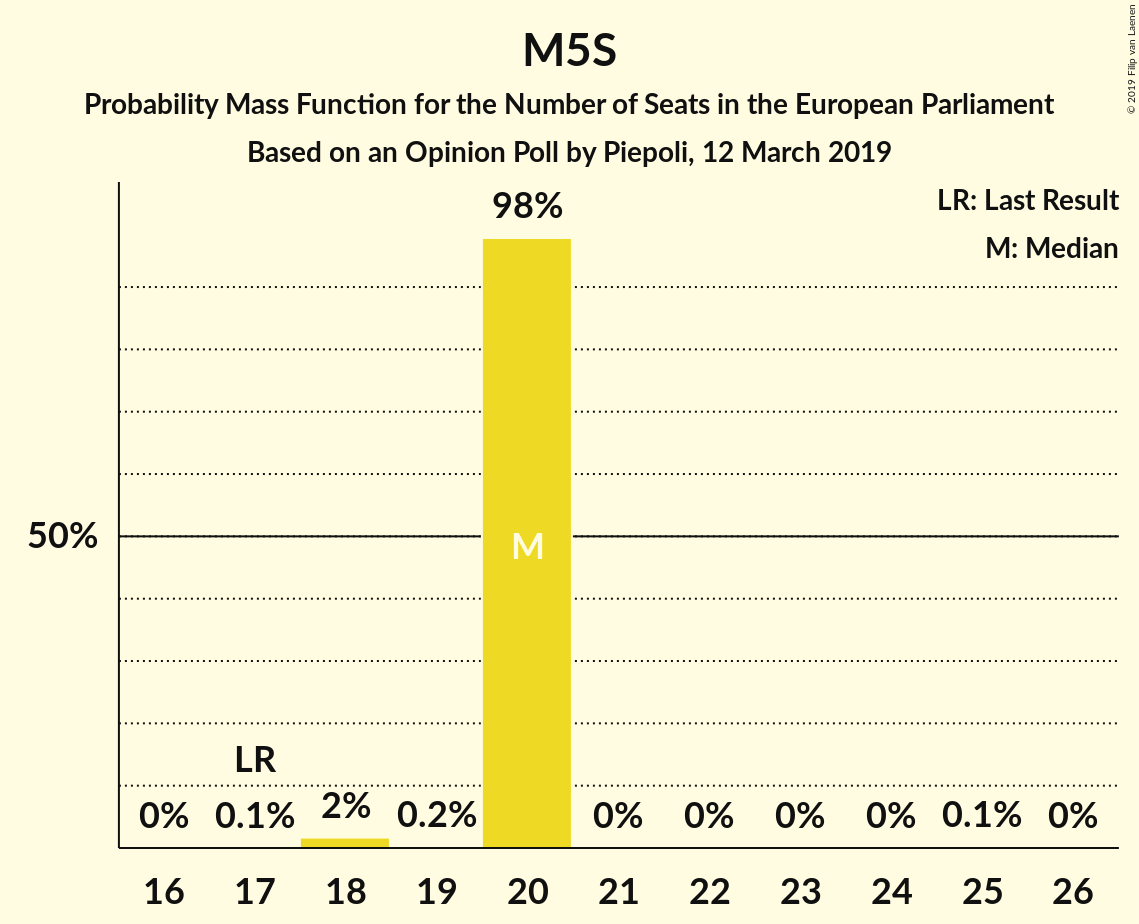 M5S
Probability Mass Function for the Number of Seats in the European Parliament
Based on an Opinion Poll by Piepoli, 12 March 2019
© 2019 Filip van Laenen
LR: Last Result
M: Median
98%
50%
M
LR
0% 0.1% 2% 0.2% 0% 0% 0% 0% 0.1% 0%
16 17 18 19 20 21 22 23 24 25 26